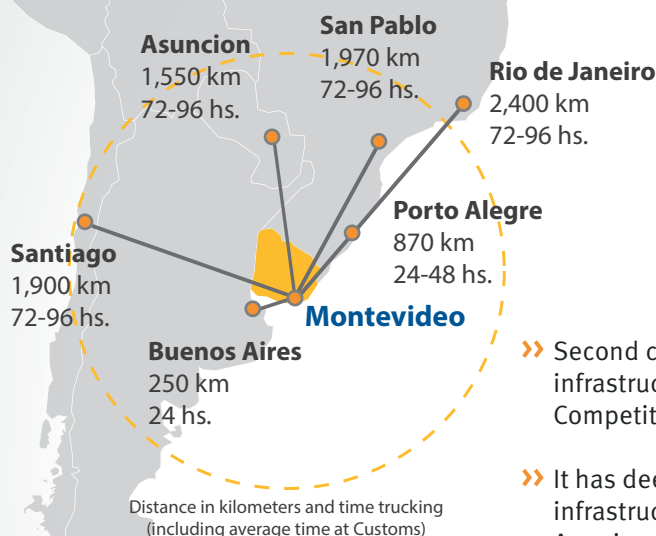 San Pablo
1,970 km
72-96 hs.
Asuncion
1,550 km
72-96 hs.
Rio de Janeiro
2,400 km
72-96 hs.
Porto Alegre
870 km
24-48 hs.
Santiago
1,900 km
72-96 hs.
Montevideo
Buenos Aires
250 km
24 hs.
Distance in kilometers and time trucking
(including average time at Customs)
›› Second c
infrastruc
Competit
›› It has dee
infrastruc